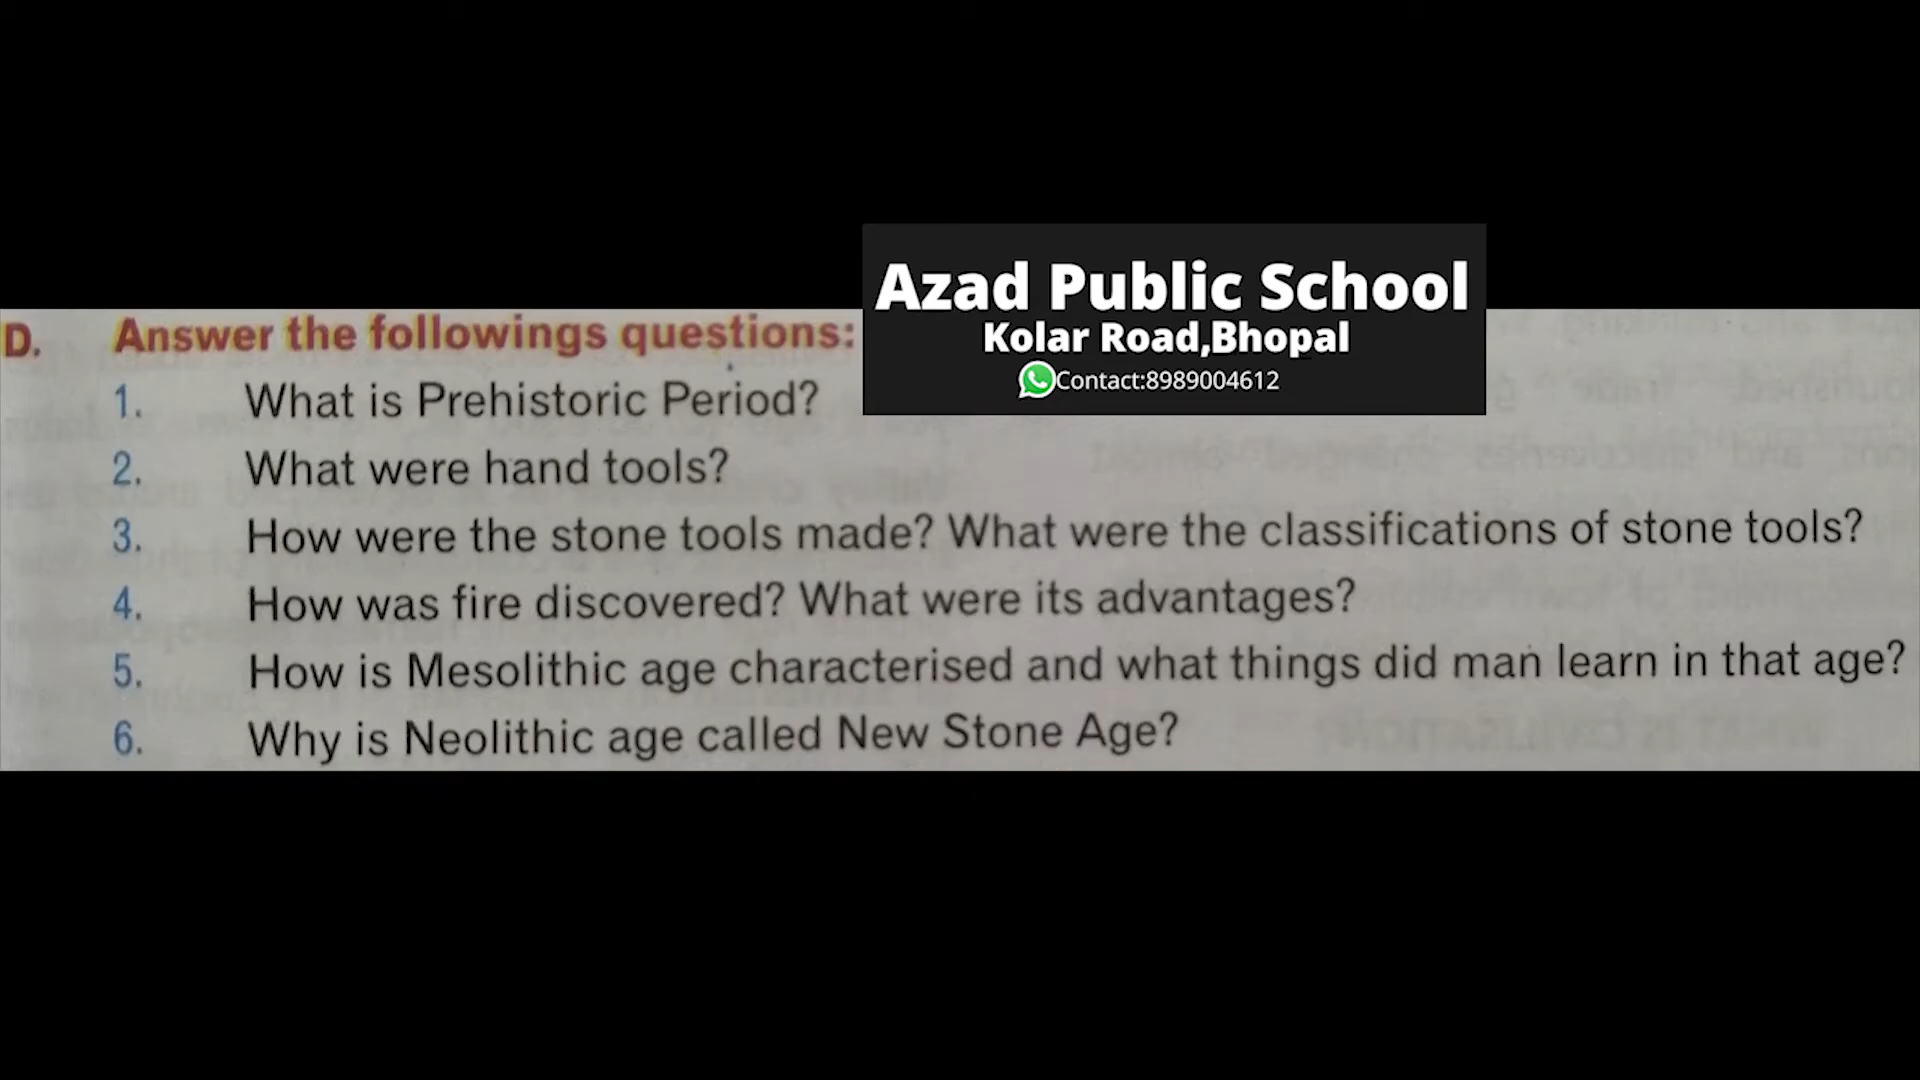 Azad Public School
Kolar Road,Bhopal
Contact:8989004612
D. Answer the followings questions:
1. What is Prehistoric Period?
2. What were hand tools?
3. How were the stone tools made? What were the classifications of stone tools?
4. How was fire discovered? What were its advantages?
5. How is Mesolithic age characterised and what things did man learn in that age?
6. Why is Neolithic age called New Stone Age?